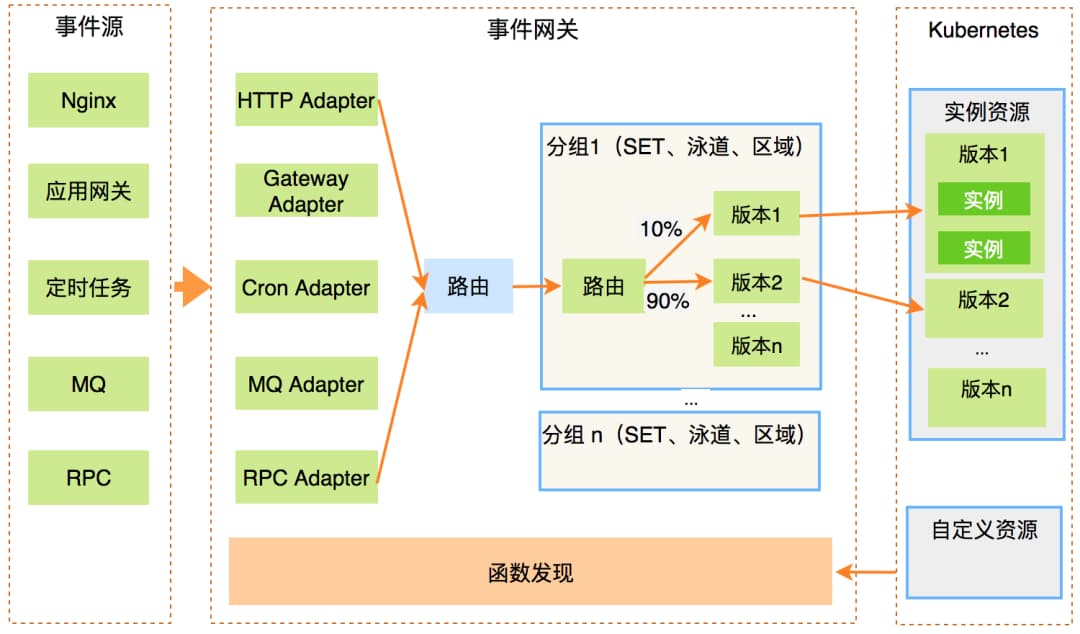 事件源
Nginx
应用网关
定时任务
MQ
RPC
事件网关
HTTP Adapter
Gateway
Adapter
Cron Adapter
MQ Adapter
RPC Adapter
路由
分组1（SET、泳道、区域）
路由
10%
90%
版本1
版本2
...
版本n
...
分组 n（SET、泳道、区域）
函数发现
Kubernetes
实例资源
版本1
实例
实例
版本2
...
版本n
自定义资源